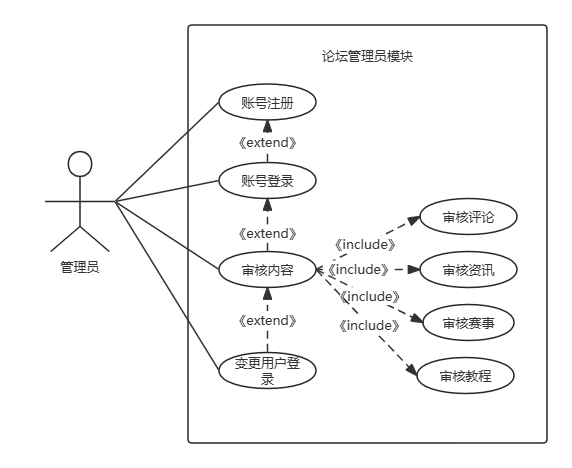 论坛管理员模块
账号注册
《extend》
账号登录
《extend》
审核内容
《extend》
变更用户登
录
管理员
《include》
审核评论
《include》
审核资讯
《include》
审核赛事
《include》
审核教程